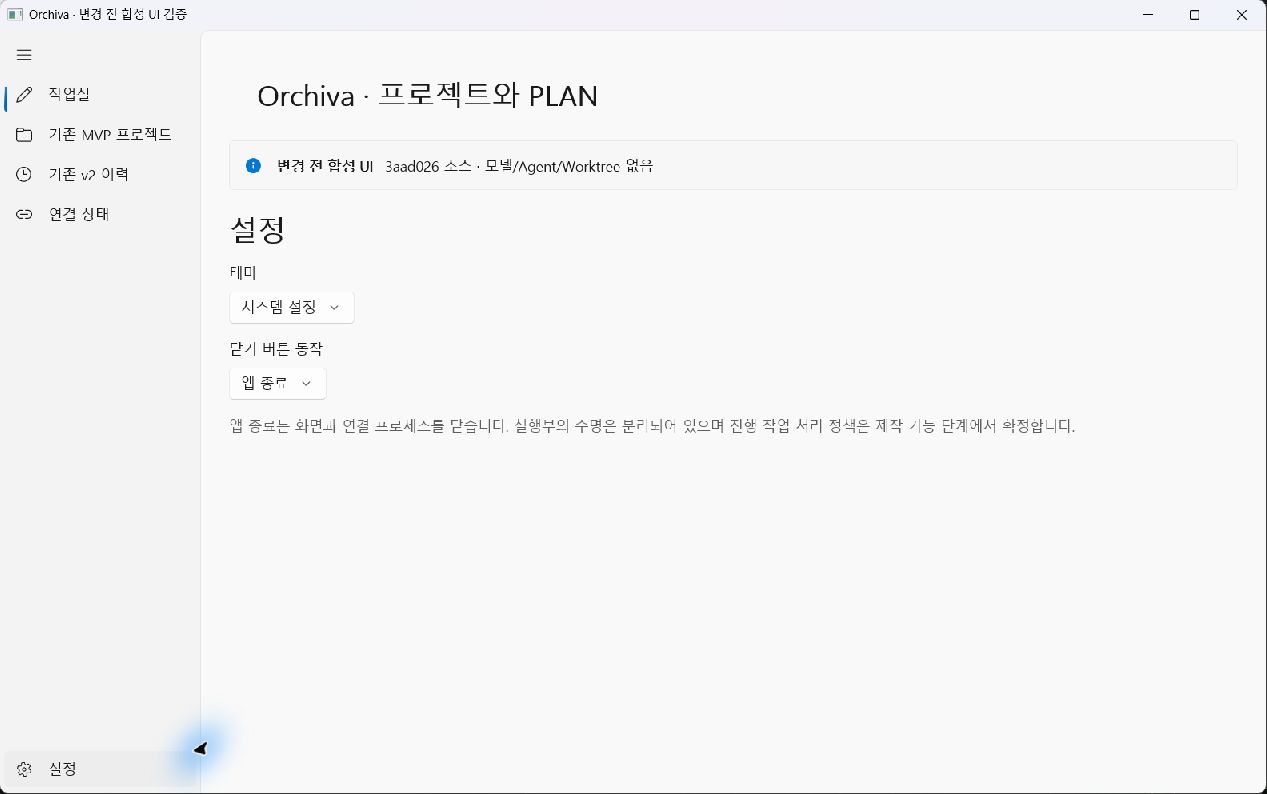 Orchiva · 변경 전 합성 UI 검증
작업실
기존 MVP 프로젝트
기존 v2 이력
연결 상태
설정
Orchiva · 프로젝트와 PLAN
변경 전 합성 UI 3aad026 소스 · 모델/Agent/Worktree 없음
설정
테마
시스템 설정
닫기 버튼 동작
앱 종료
앱 종료는 화면과 연결 프로세스를 닫습니다. 실행부의 수명은 분리되어 있으며 진행 작업 처리 정책은 제작 기능 단계에서 확정합니다.